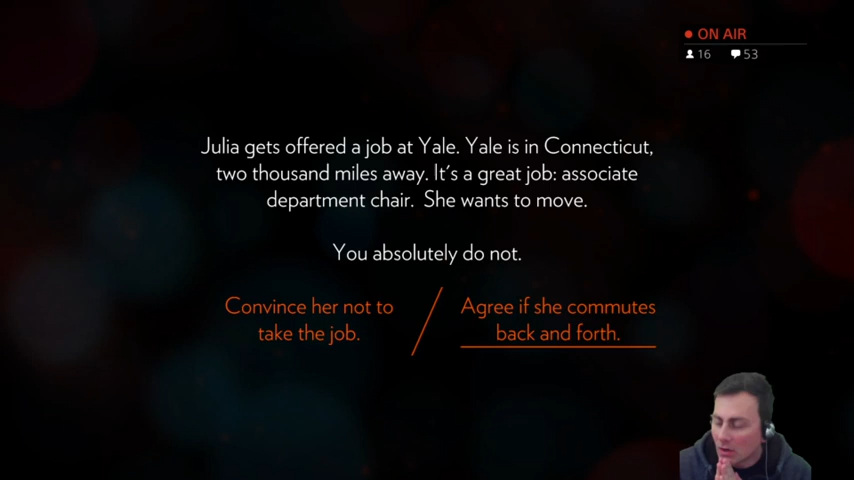 ON AIR
16 53
Julia gets offered a job at Yale. Yale is in Connecticut,
two thousand miles away. It's a great job: associate
department chair. She wants to move.
You absolutely do not.
Convince her not to
take the job.
Agree if she commutes
back and forth.